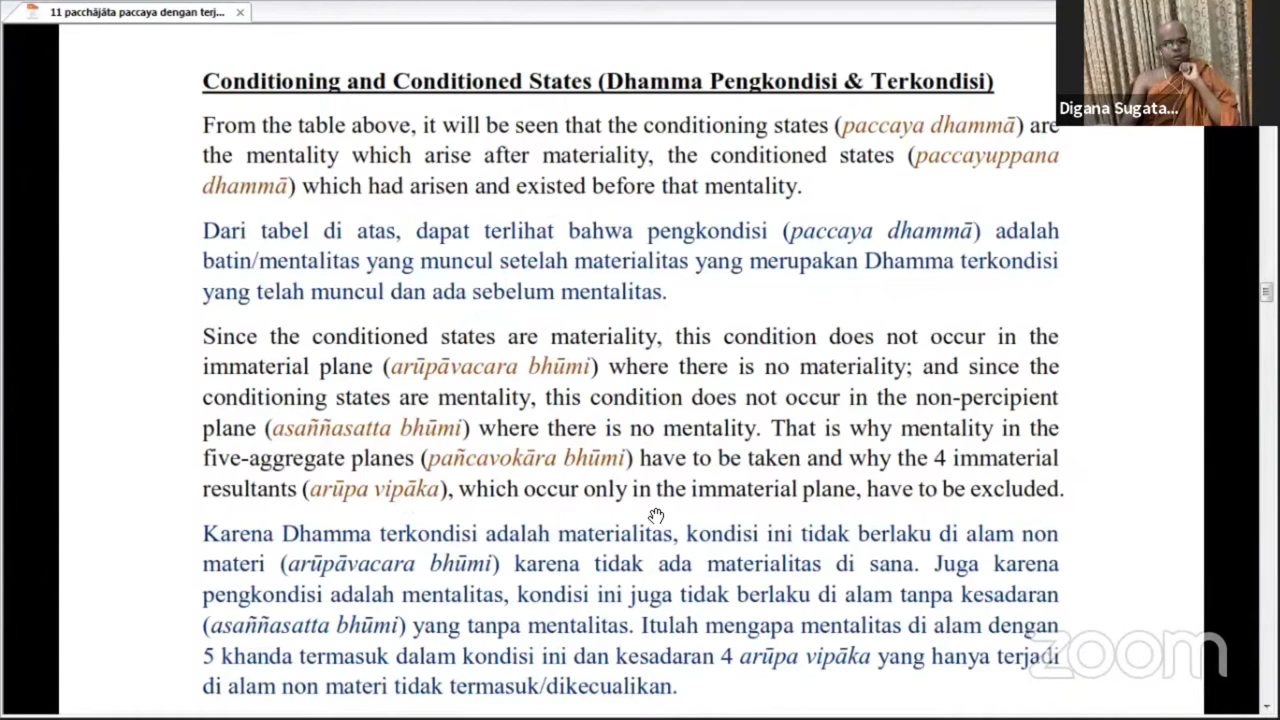 11 pacchājāta paccaya dengan terj...
Digana Sugata...
Conditioning and Conditioned States (Dhamma Pengkondisi & Terkondisi)
From the table above, it will be seen that the conditioning states (paccaya dhammā) are
the mentality which arise after materiality, the conditioned states (paccayuppana
dhammā) which had arisen and existed before that mentality.
Dari tabel di atas, dapat terlihat bahwa pengkondisi (paccaya dhammā) adalah
batin/mentalitas yang muncul setelah materialitas yang merupakan Dhamma terkondisi
yang telah muncul dan ada sebelum mentalitas.
Since the conditioned states are materiality, this condition does not occur in the
immaterial plane (arūpāvacara bhūmi) where there is no materiality; and since the
conditioning states are mentality, this condition does not occur in the non-percipient
plane (asaññasatta bhūmi) where there is no mentality. That is why mentality in the
five-aggregate planes (pañcavokāra bhūmi) have to be taken and why the 4 immaterial
resultants (arūpa vipāka), which occur only in the immaterial plane, have to be excluded.
Karena Dhamma terkondisi adalah materialitas, kondisi ini tidak berlaku di alam non
materi (arūpāvacara bhūmi) karena tidak ada materialitas di sana. Juga karena
pengkondisi adalah mentalitas, kondisi ini juga tidak berlaku di alam tanpa kesadaran
(asaññasatta bhūmi) yang tanpa mentalitas. Itulah mengapa mentalitas di alam dengan
5 khanda termasuk dalam kondisi ini dan kesadaran 4 arūpa vipāka yang hanya terjadi
di alam non materi tidak termasuk/dikecualikan.
zoom